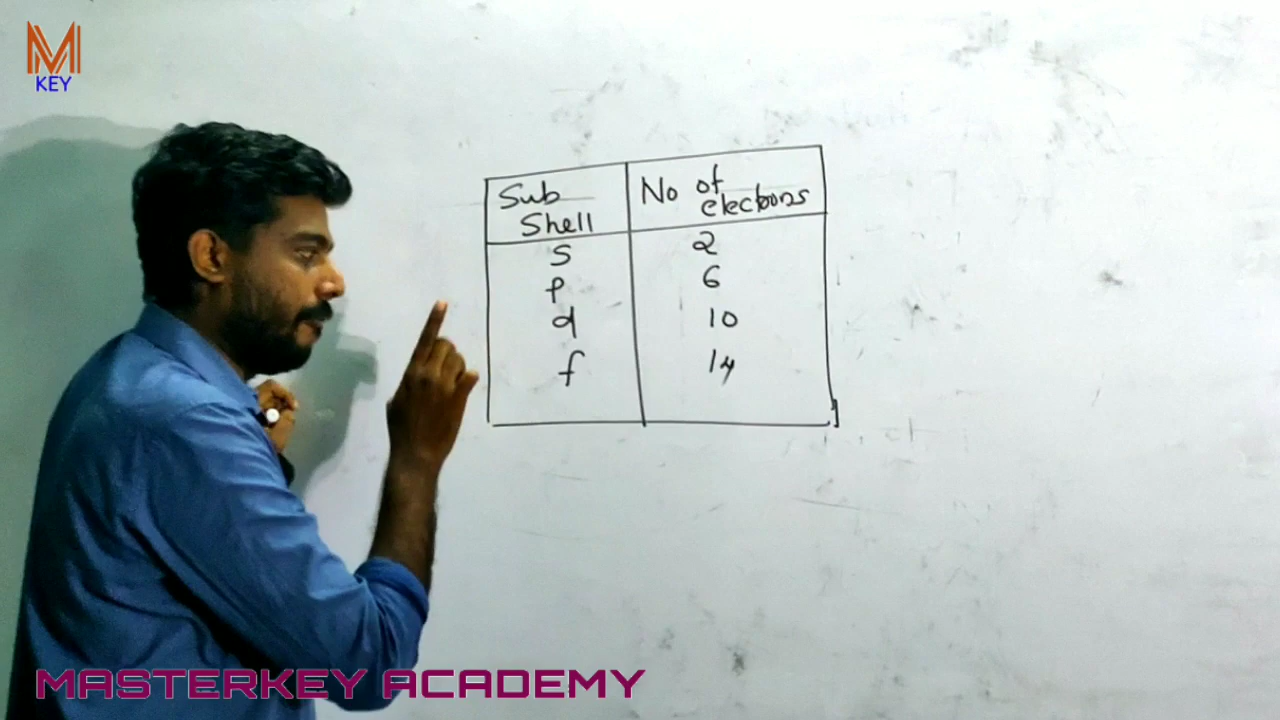 M
KEY
Sub No of
Shell electrons
S 2
p 6
d 10
f 14
MASTERKEY ACADEMY